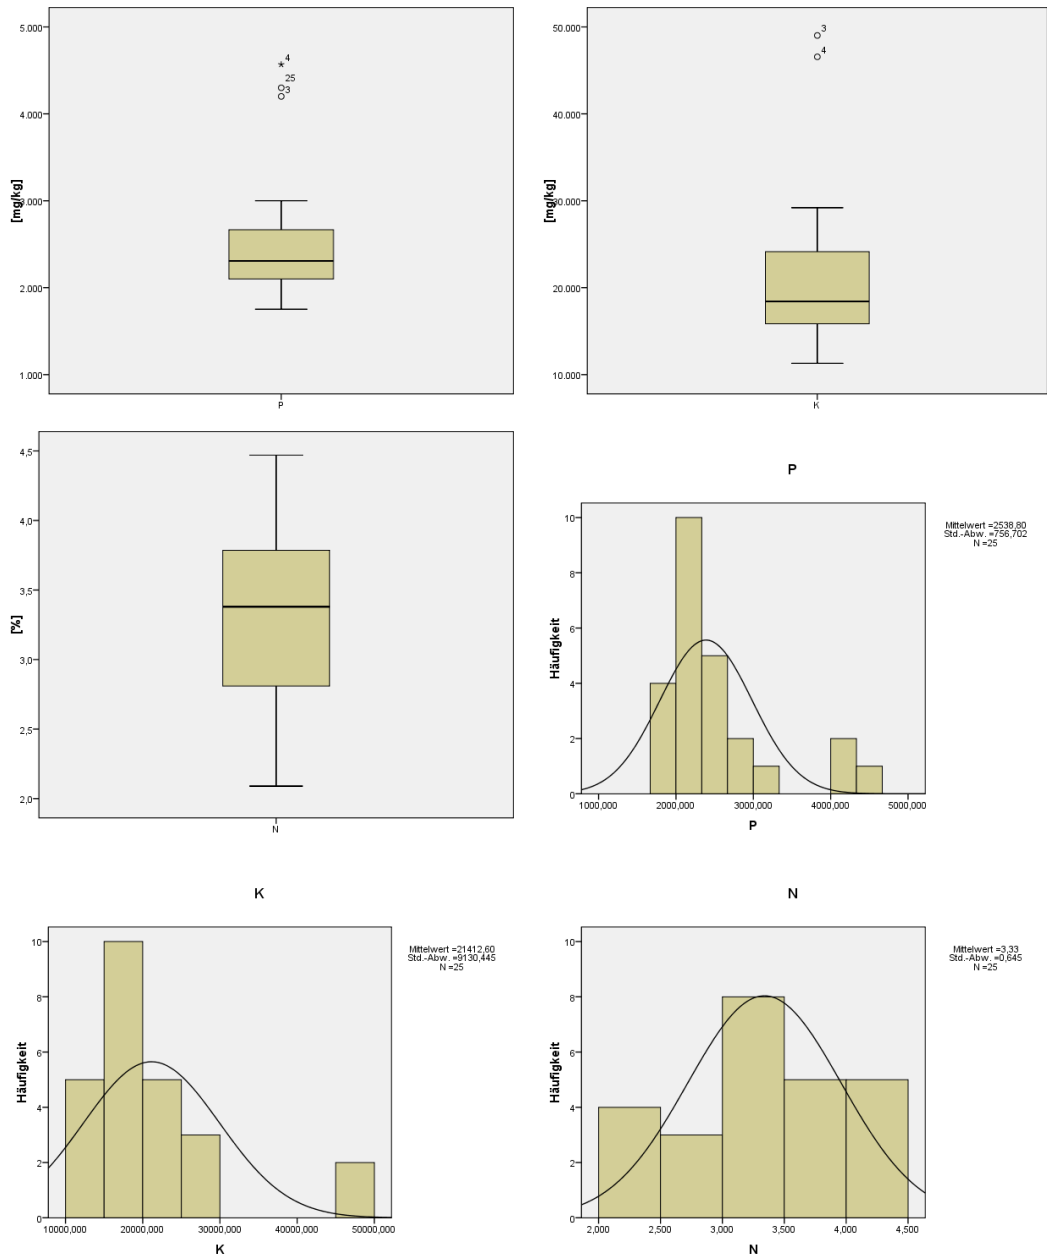 5.000
4.000
3.000
2.000
1.000
[mg/kg]
4
25
3
P
50.000
40.000
30.000
20.000
10.000
[mg/kg]
3
4
K
4,5
4,0
3,5
3,0
2,5
2,0
[%]
N
P
10
8
6
4
2
0
Häufigkeit
1000,000 2000,000 3000,000 4000,000 5000,000
P
Mittelwert =2538,80
Std.-Abw. =756,702
N =25
K
10
8
6
4
2
0
Häufigkeit
10000,000 20000,000 30000,000 40000,000 50000,000
K
Mittelwert =21412,60
Std.-Abw. =9130,445
N =25
N
10
8
6
4
2
0
Häufigkeit
2,000 2,500 3,000 3,500 4,000 4,500
N
Mittelwert =3,33
Std.-Abw. =0,645
N =25